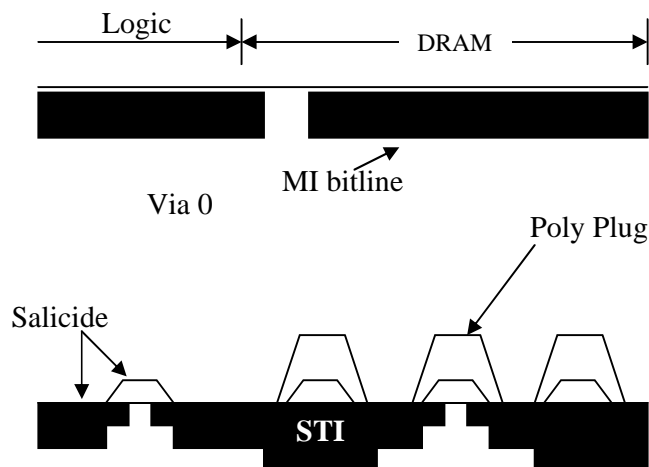 Logic
DRAM
MI bitline
Via 0
Poly Plug
Salicide
STI